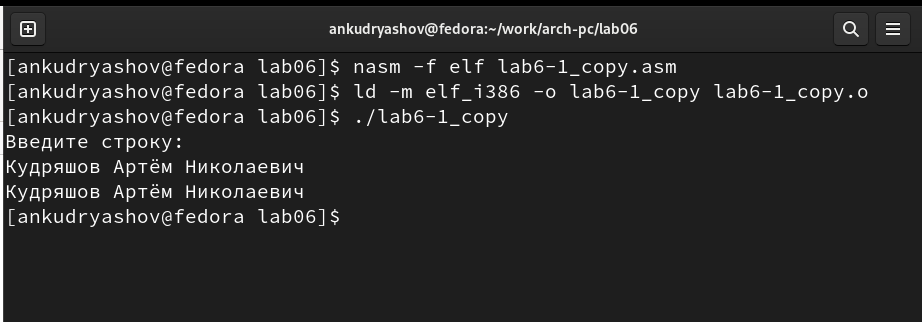 ankudryashov@fedora:~/work/arch-pc/lab06
[ankudryashov@fedora lab06]$ nasm -f elf lab6-1_copy.asm
[ankudryashov@fedora lab06]$ ld -m elf_i386 -o lab6-1_copy lab6-1_copy.o
[ankudryashov@fedora lab06]$ ./lab6-1_copy
Введите строку:
Кудряшов Артём Николаевич
Кудряшов Артём Николаевич
[ankudryashov@fedora lab06]$